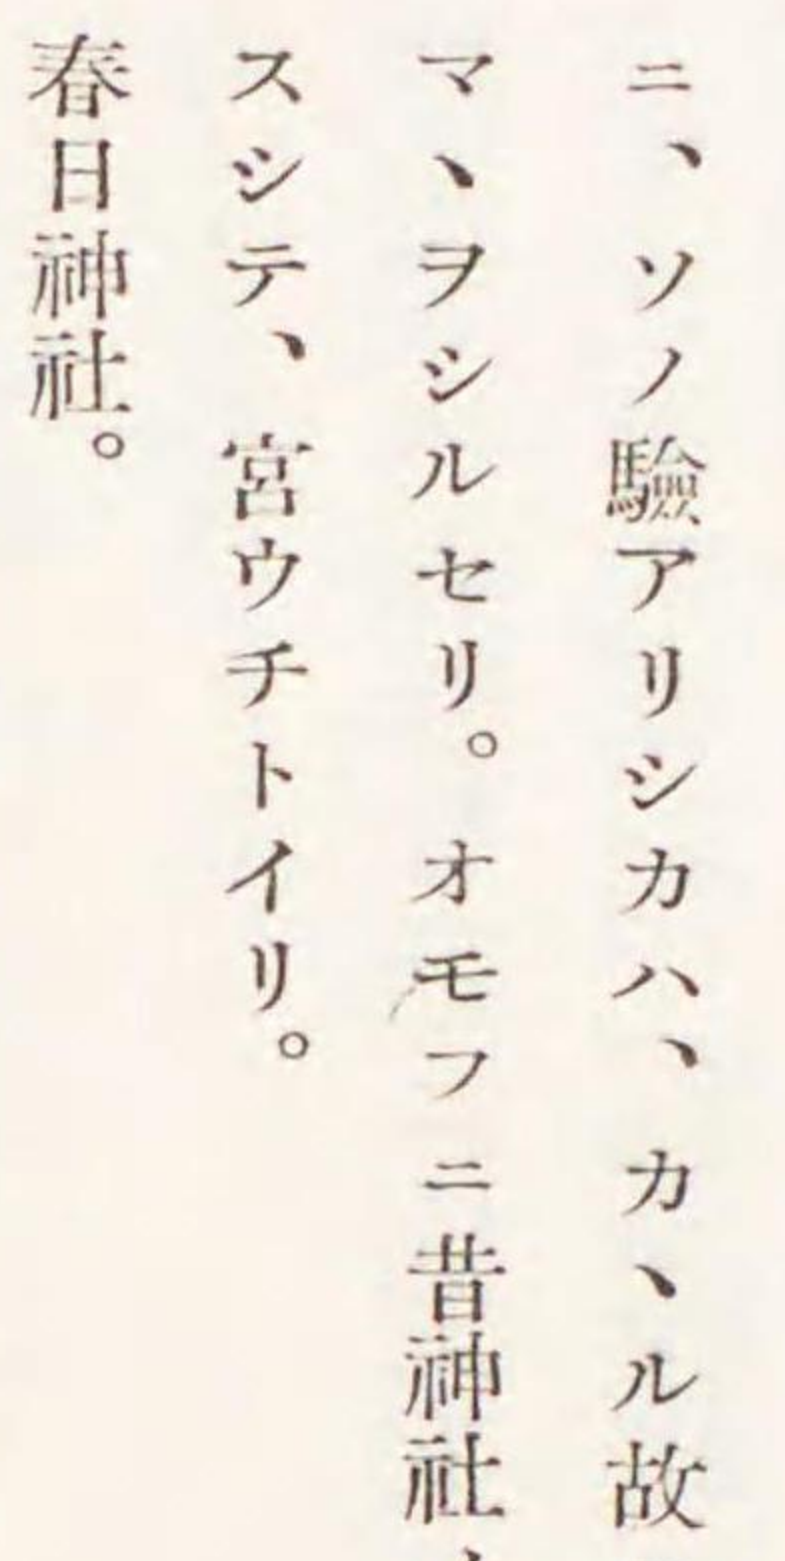 ニ、ソノ驗アリシカハ、カヽル故
マヽヲシルセリ。オモフニ昔神社
スシテ、宮ウチトイリ。
春日神社。